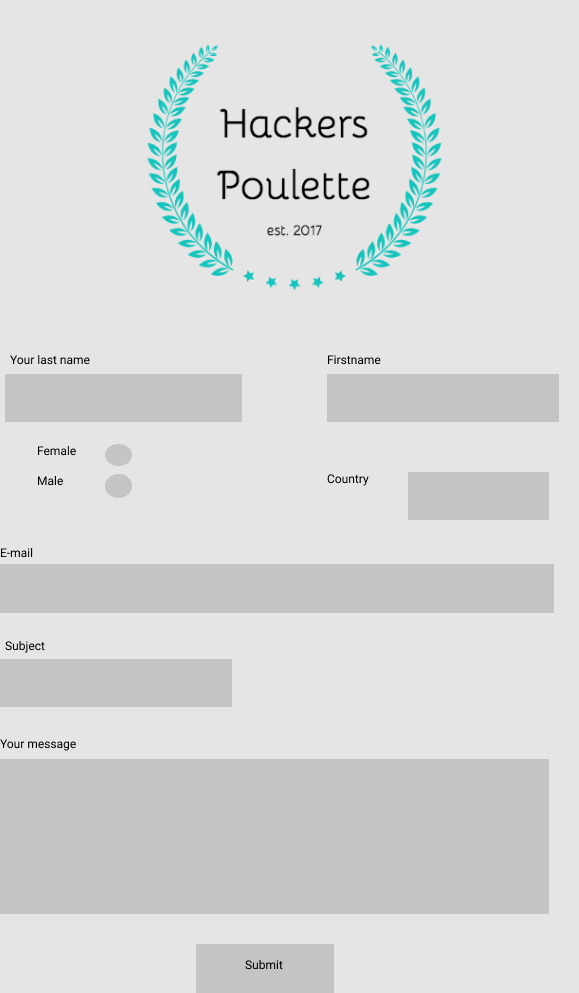 Hackers
Poulette
est. 2017
Your last name
Firstname
Female
Male
Country
E-mail
Subject
Your message
Submit